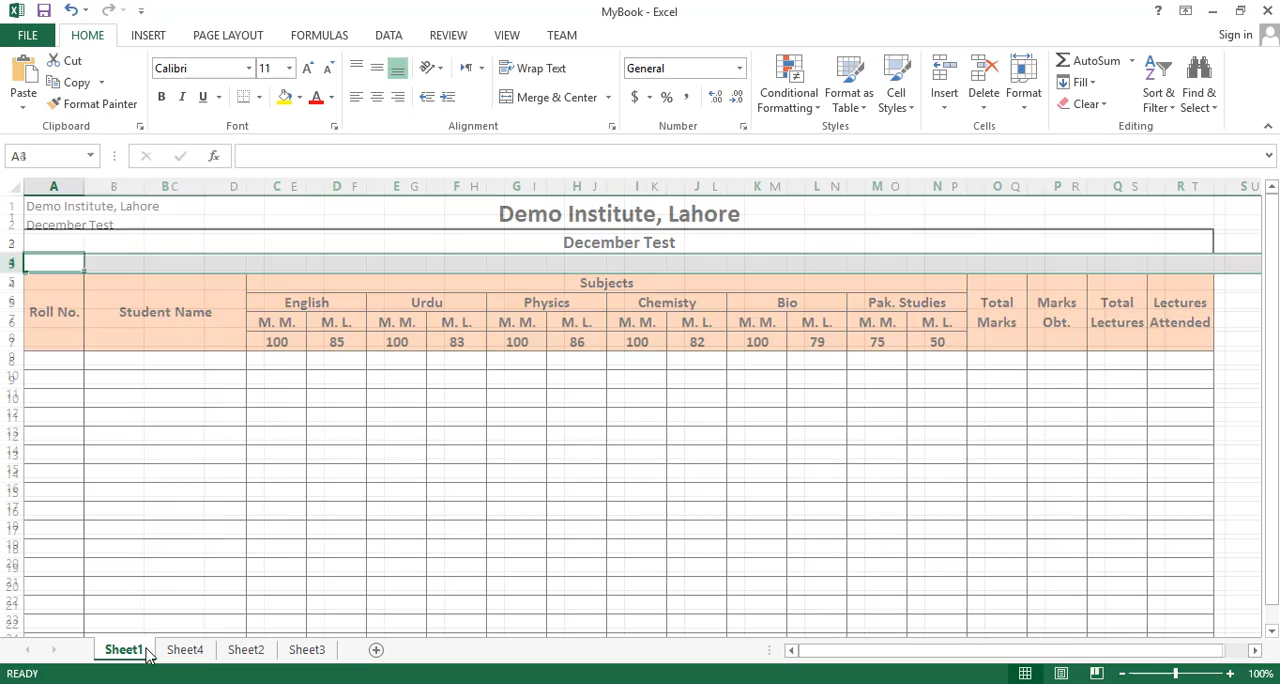 MyBook - Excel
?
FILE HOME INSERT PAGE LAYOUT FORMULAS DATA REVIEW VIEW TEAM Sign in
Cut Calibri 11 Wrap Text General AutoSum
Paste Copy B I U Merge & Center $ % , Conditional Formatting Format as Table Cell Styles Insert Delete Format Fill Sort & Filter Find & Select
Format Painter Clear
Clipboard Font Alignment Number Styles Cells Editing
fx
A B BC D C E D F E G F H G I H J I K J L K M L N M O N P O Q P R Q S R T S U
1 Demo Institute, Lahore Demo Institute, Lahore
December Test
December Test
Subjects
English Urdu Physics Chemisty Bio Pak. Studies
Roll No. Student Name Total Marks Marks Obt. Total Lectures Lectures Attended
M. M. M. L. M. M. M. L. M. M. M. L. M. M. M. L. M. M. M. L. M. M. M. L.
100 85 100 83 100 86 100 82 100 79 75 50
Sheet1 Sheet4 Sheet2 Sheet3
READY 100%